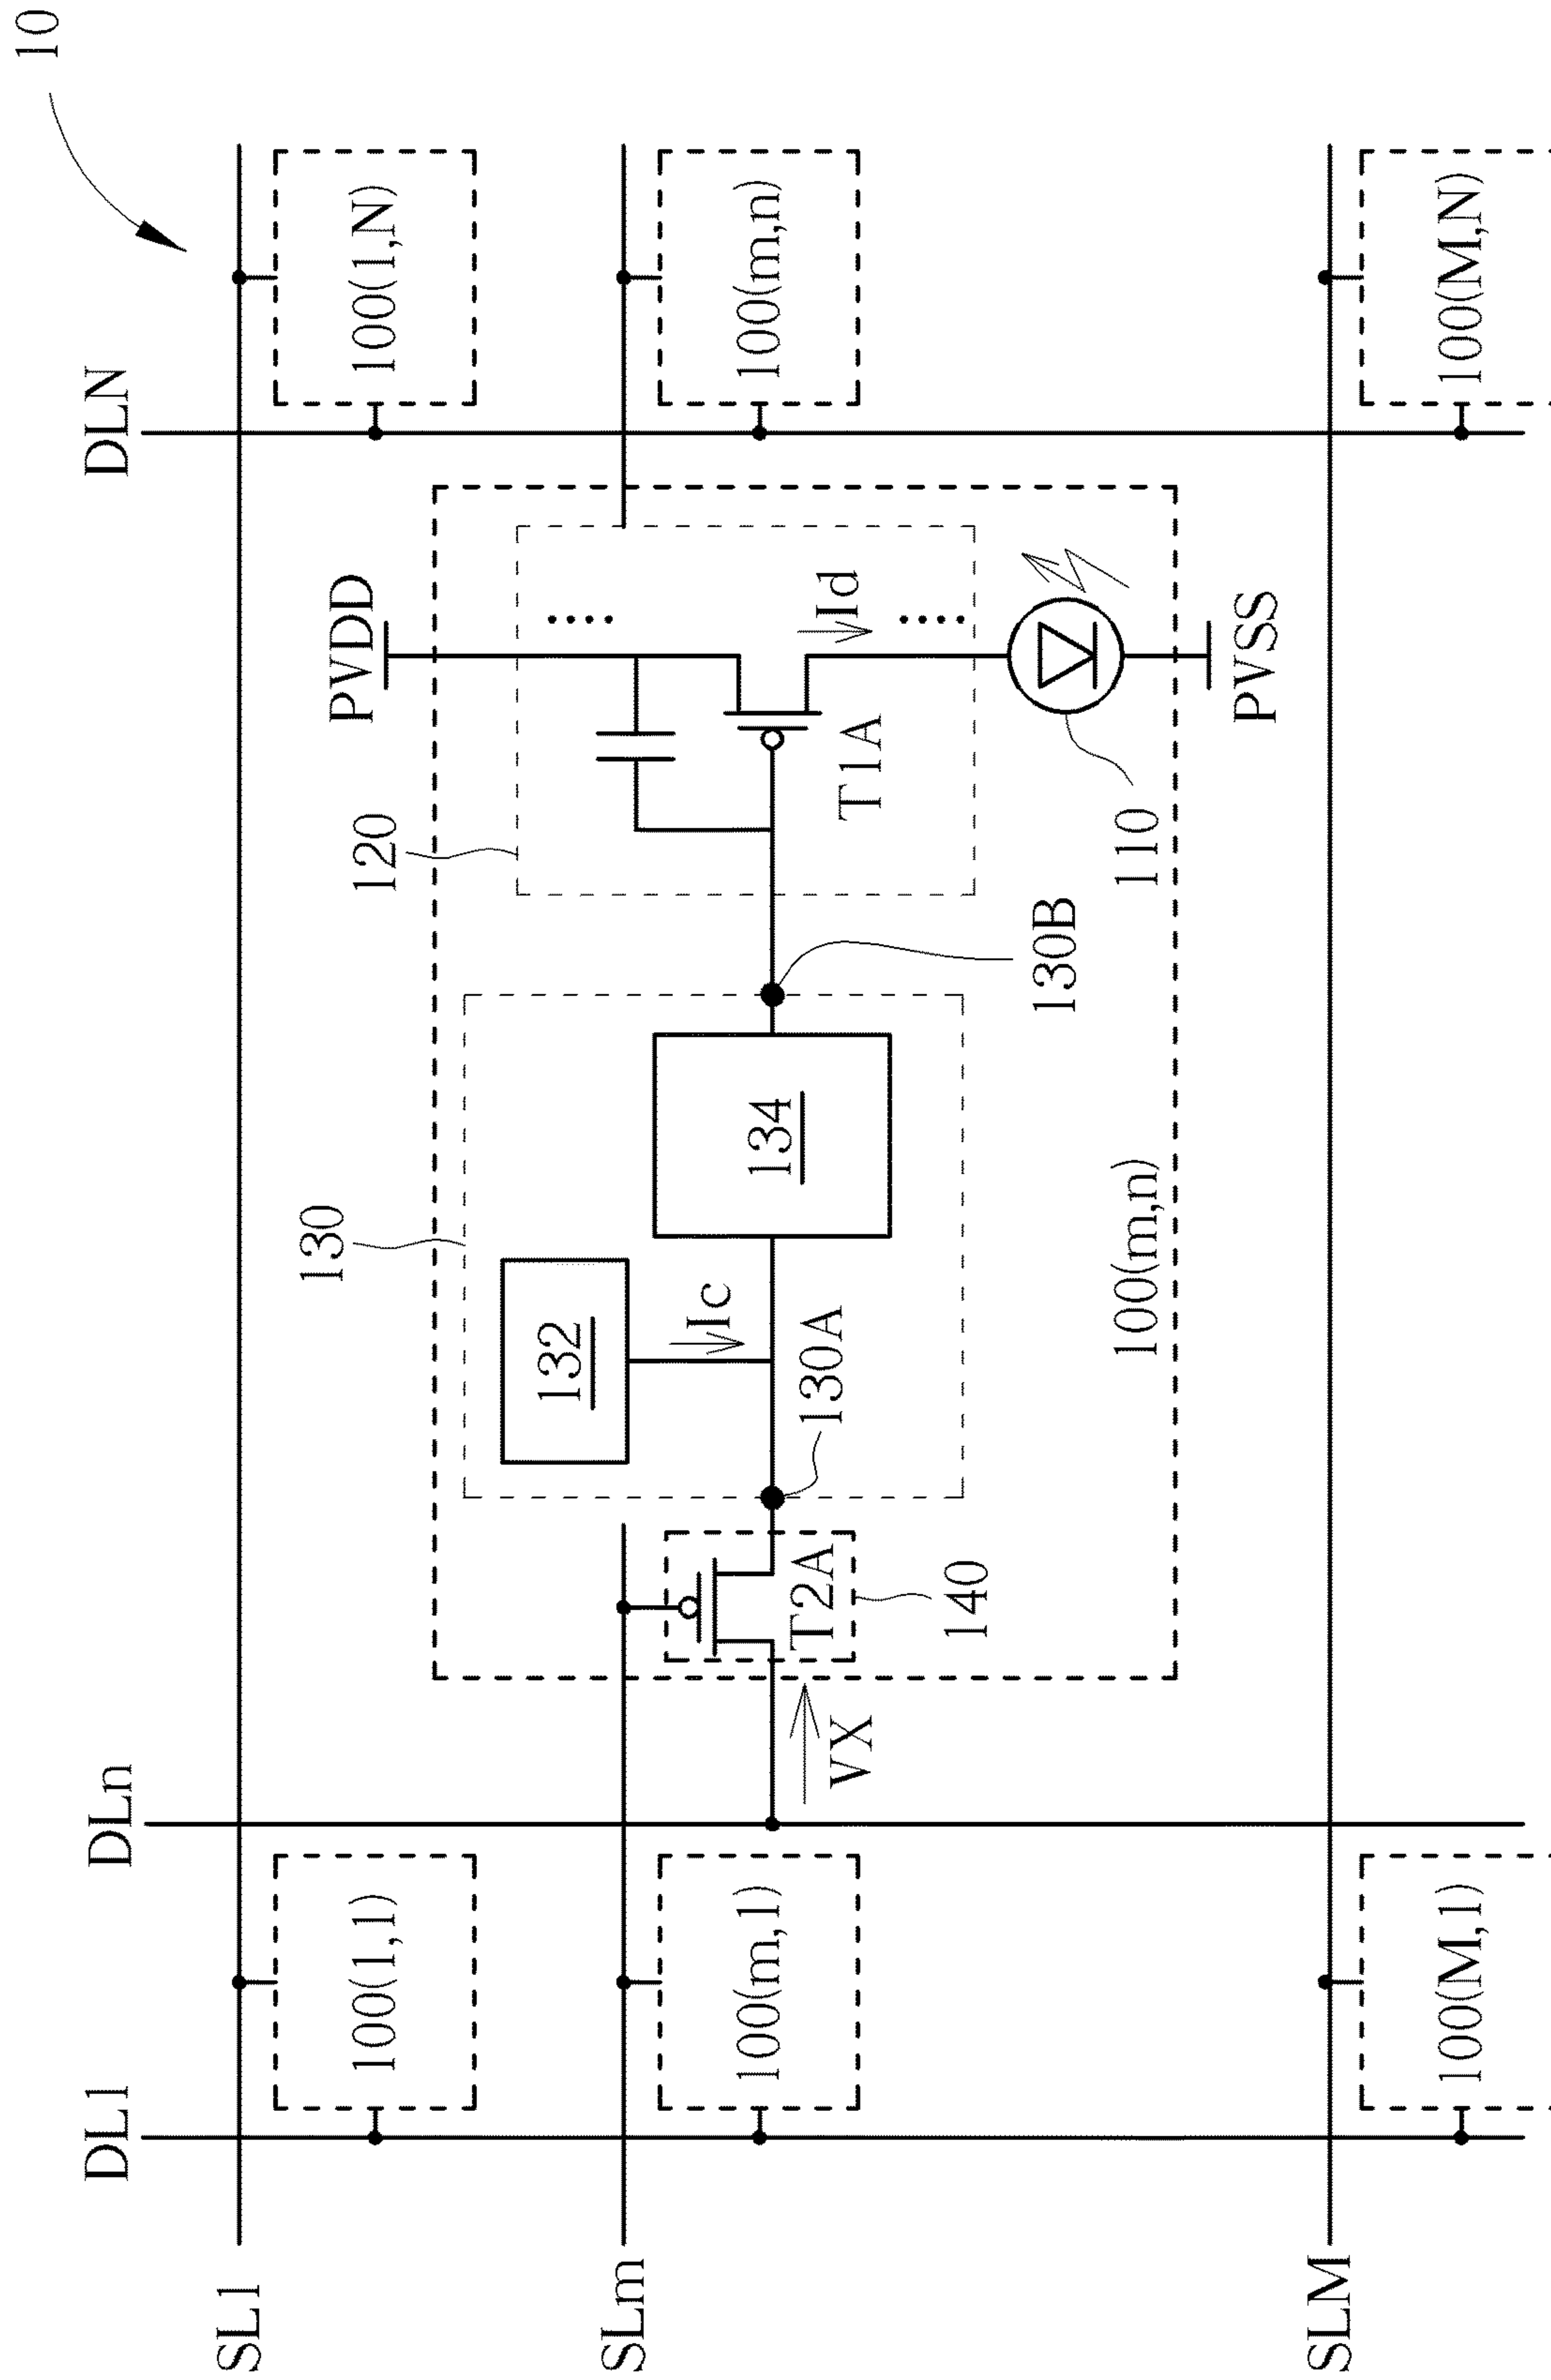 10
DL1
DLn
DLN
SL1
100(1,1)
130
120
PVDD
100(1,N)
132
SLm
Ic
100(m,1)
134
100(m,n)
T2A
130A
Id
VX
T1A
140
130B
100(m,n)
110
PVSS
SLM
100(M,1)
100(M,N)